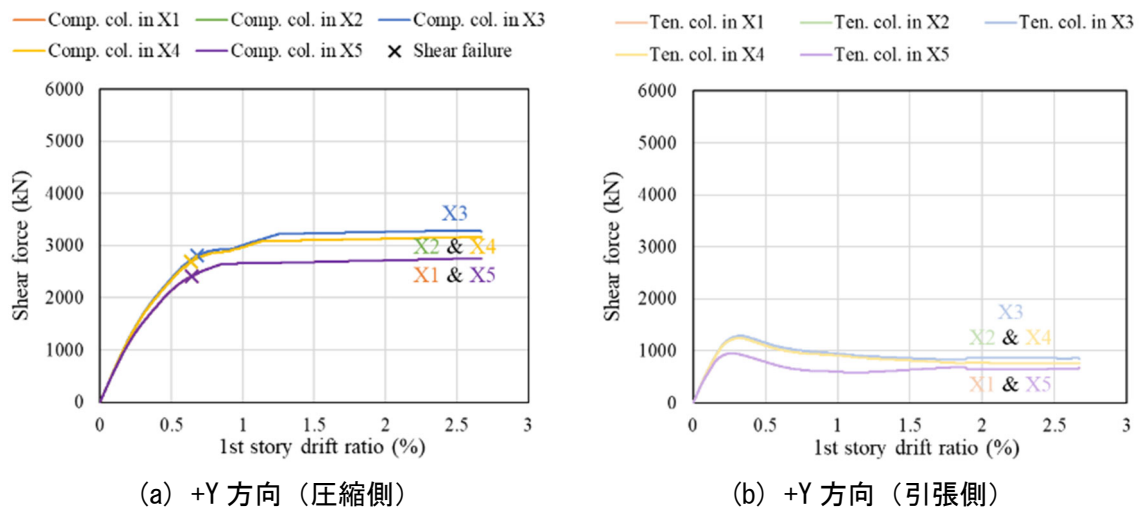 Comp. col. in X1 Comp. col. in X2 Comp. col. in X3
Comp. col. in X4 Comp. col. in X5 Shear failure
Shear force (kN)
6000
5000
4000
3000
2000
1000
0
X3
X2 & X4
X1 & X5
0 0.5 1 1.5 2 2.5 3
1st story drift ratio (%)
(a) +Y 方向（圧縮側）
Ten. col. in X1 Ten. col. in X2 Ten. col. in X3
Ten. col. in X4 Ten. col. in X5
Shear force (kN)
6000
5000
4000
3000
2000
1000
0
X3
X2 & X4
X1 & X5
0 0.5 1 1.5 2 2.5 3
1st story drift ratio (%)
(b) +Y 方向（引張側）